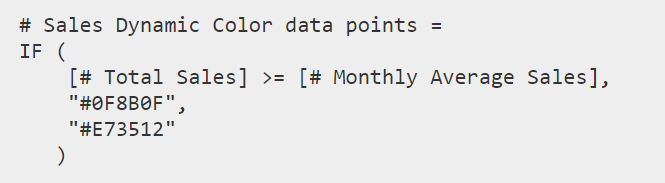 # Sales Dynamic Color data points =
IF (
    [# Total Sales] >= [# Monthly Average Sales],
    "#0F8B0F",
    "#E73512"
   )